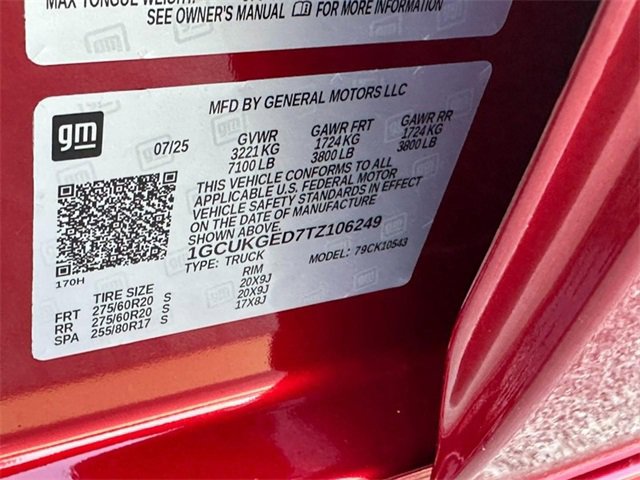 SEE OWNER'S MANUAL FOR MORE INFORMATION
gm
MFD BY GENERAL MOTORS LLC
07/25 GVWR GAWR FRT GAWR RR
3221 KG 1724 KG 1724 KG
7100 LB 3800 LB 3800 LB
THIS VEHICLE CONFORMS TO ALL
APPLICABLE U.S. FEDERAL MOTOR
VEHICLE SAFETY STANDARDS IN EFFECT
ON THE DATE OF MANUFACTURE
SHOWN ABOVE.
1GCUKGED7TZ106249
TYPE: TRUCK MODEL: 79CK10543
170H
TIRE SIZE RIM
FRT 275/60R20 S 20X9J
RR 275/60R20 S 20X9J
SPA 255/80R17 S 17X8J